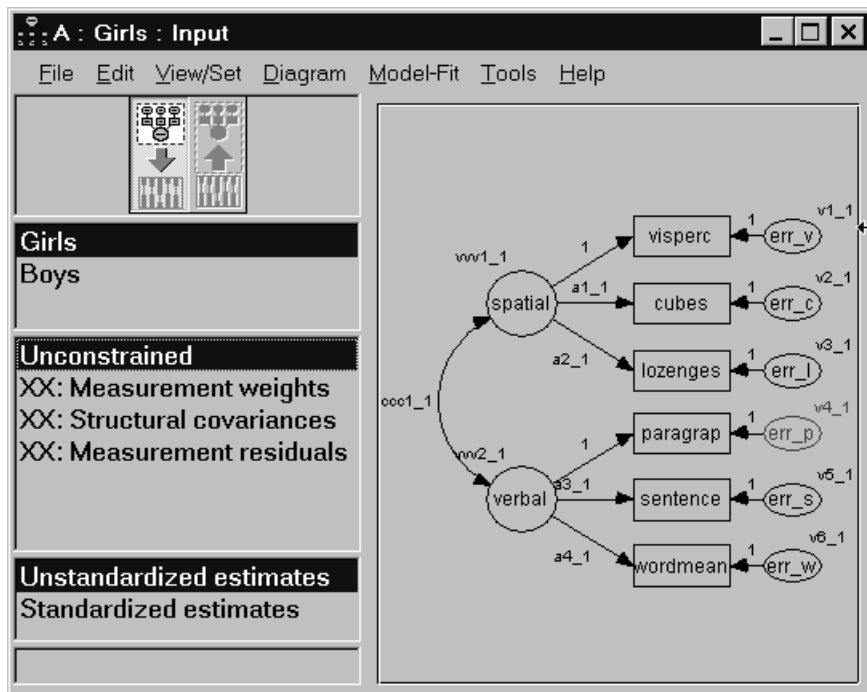 A : Girls : Input
File Edit View/Set Diagram Model-Fit Tools Help
Girls
Boys
Unconstrained
XX: Measurement weights
XX: Structural covariances
XX: Measurement residuals
Unstandardized estimates
Standardized estimates
v1_1
1
1
visperc
err_v
vvv1_1
v2_1
a1_1
1
spatial
cubes
err_c
v3_1
a2_1
1
lozenges
err_l
ccc1_1
v4_1
1
1
paragrap
err_p
vvv2_1
v5_1
a3_1
1
verbal
sentence
err_s
v6_1
a4_1
1
wordmean
err_w